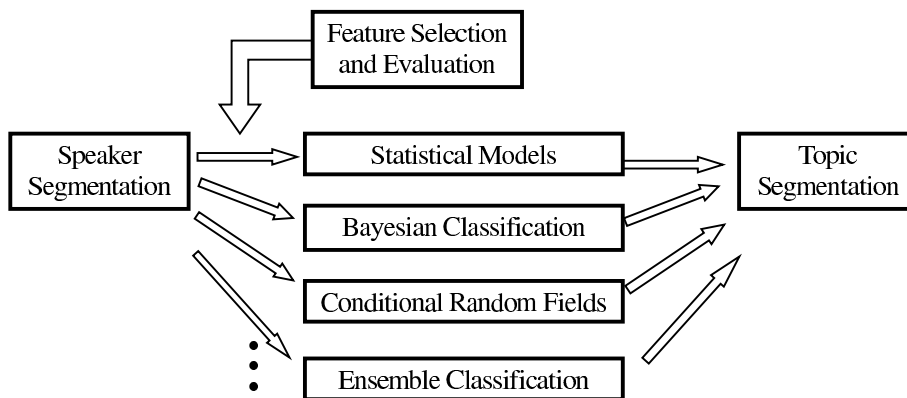 Feature Selection
and Evaluation
Speaker
Segmentation
Statistical Models
Bayesian Classification
Conditional Random Fields
Ensemble Classification
Topic
Segmentation